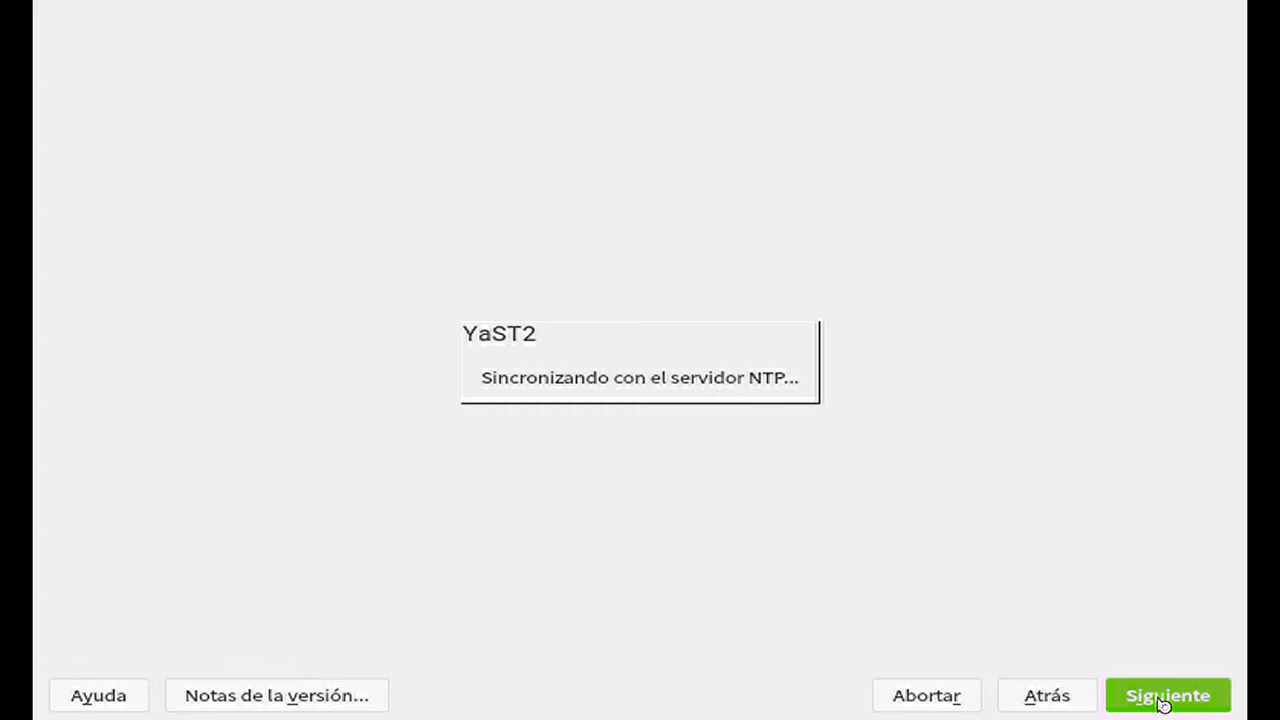 YaST2
Sincronizando con el servidor NTP...
Ayuda
Notas de la versión...
Abortar
Atrás
Siguiente